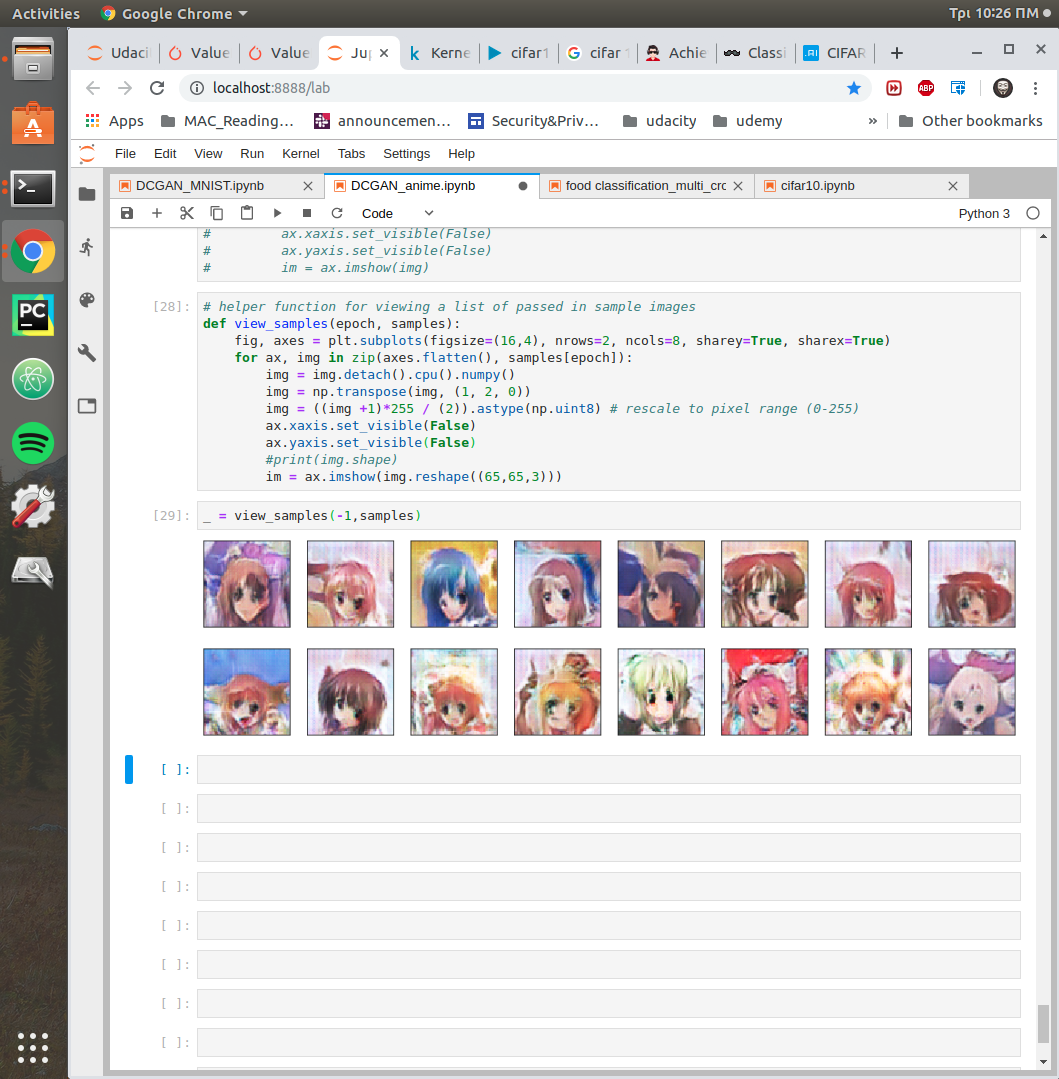 Activities Google Chrome Τρι 10:26 ΠΜ
Udaci Value Value Ju Kerne cifar1 cifar 1 Achie Classi .AI CIFAR
localhost:8888/lab ABP
Apps MAC_Reading... announcemen... Security&Priv... udacity udemy » Other bookmarks
File Edit View Run Kernel Tabs Settings Help
DCGAN_MNIST.ipynb DCGAN_anime.ipynb food classification_multi_crc cifar10.ipynb
Code Python 3
# ax.xaxis.set_visible(False)
# ax.yaxis.set_visible(False)
# im = ax.imshow(img)
[28]: # helper function for viewing a list of passed in sample images
def view_samples(epoch, samples):
fig, axes = plt.subplots(figsize=(16,4), nrows=2, ncols=8, sharey=True, sharex=True)
for ax, img in zip(axes.flatten(), samples[epoch]):
img = img.detach().cpu().numpy()
img = np.transpose(img, (1, 2, 0))
img = ((img +1)*255 / (2)).astype(np.uint8) # rescale to pixel range (0-255)
ax.xaxis.set_visible(False)
ax.yaxis.set_visible(False)
#print(img.shape)
im = ax.imshow(img.reshape((65,65,3)))
[29]: _ = view_samples(-1,samples)
[ ]:
[ ]:
[ ]:
[ ]:
[ ]:
[ ]:
[ ]:
[ ]:
PC